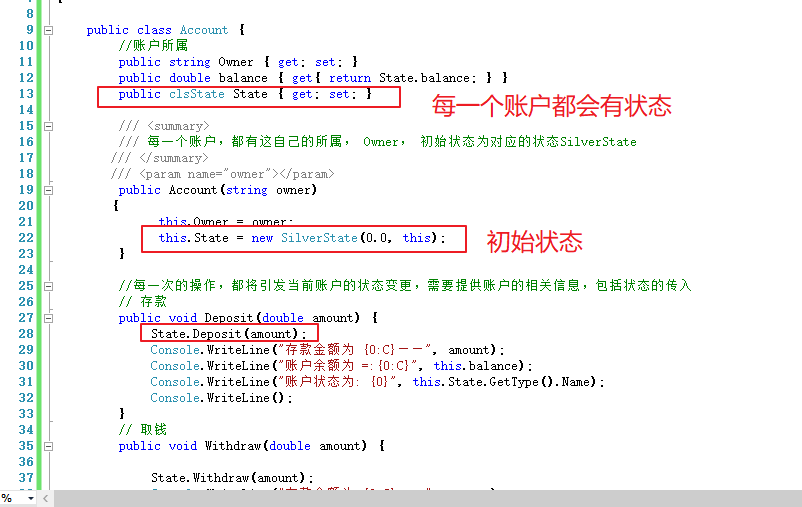 8
9 public class Account {
10 //账户所属
11 public string Owner { get; set; }
12 public double balance { get{ return State.balance; } }
13 public clsState State { get; set; }
每一个账户都会有状态
14
15 /// <summary>
16 /// 每一个账户，都有这自己的所属， Owner， 初始状态为对应的状态SilverState
17 /// </summary>
18 /// <param name="owner"></param>
19 public Account(string owner)
20 {
21 this.Owner = owner;
22 this.State = new SilverState(0.0, this);
初始状态
23 }
24
25 //每一次的操作，都将引发当前账户的状态变更，需要提供账户的相关信息，包括状态的传入
26 // 存款
27 public void Deposit(double amount) {
28 State.Deposit(amount);
29 Console.WriteLine("存款金额为 {0:C}——", amount);
30 Console.WriteLine("账户余额为 =:{0:C}", this.balance);
31 Console.WriteLine("账户状态为: {0}", this.State.GetType().Name);
32 Console.WriteLine();
33 }
34 // 取钱
35 public void Withdraw(double amount) {
36
37 State.Withdraw(amount);
%